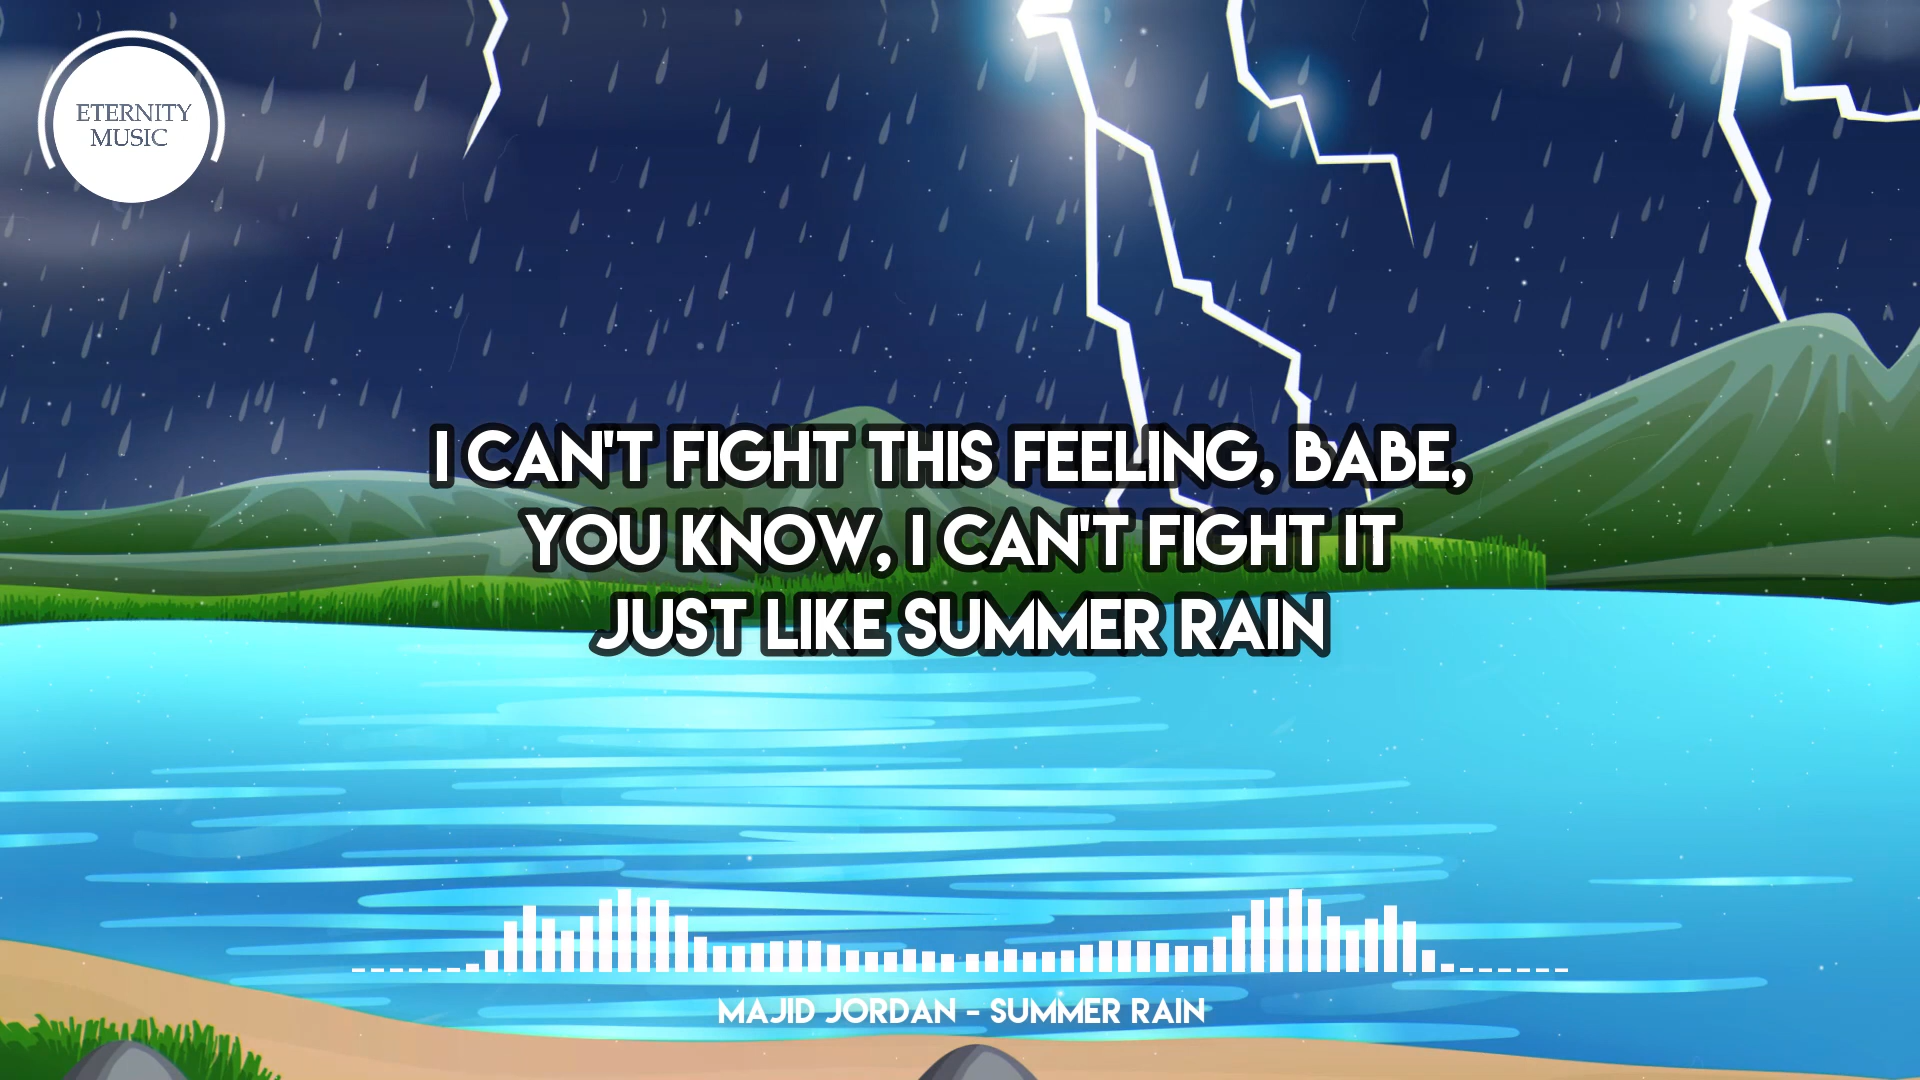 ETERNITY
MUSIC
I CAN'T FIGHT THIS FEELING, BABE,
YOU KNOW, I CAN'T FIGHT IT
JUST LIKE SUMMER RAIN
MAJID JORDAN - SUMMER RAIN